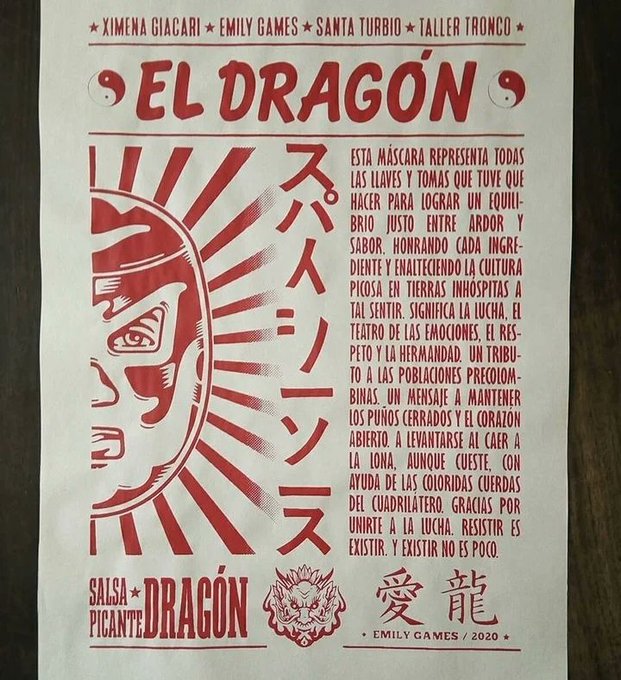 ★ XIMENA GIACARI ★ EMILY GAMES ★ SANTA TURBIO ★ TALLER TRONCO ★
EL DRAGÓN
スパイシーソース
ESTA MÁSCARA REPRESENTA TODAS
LAS LLAVES Y TOMAS QUE TUVE QUE
HACER PARA LOGRAR UN EQUILI-
BRIO JUSTO ENTRE ARDOR Y
SABOR. HONRANDO CADA INGRE-
DIENTE Y ENALTECIENDO LA CULTURA
PICOSA EN TIERRAS INHÓSPITAS A
TAL SENTIR. SIGNIFICA LA LUCHA, EL
TEATRO DE LAS EMOCIONES, EL RES-
PETO Y LA HERMANDAD. UN TRIBU-
TO A LAS POBLACIONES PRECOLOM-
BINAS. UN MENSAJE A MANTENER
LOS PUÑOS CERRADOS Y EL CORAZÓN
ABIERTO. A LEVANTARSE AL CAER A
LA LONA, AUNQUE CUESTE, CON
AYUDA DE LAS COLORIDAS CUERDAS
DEL CUADRILÁTERO. GRACIAS POR
UNIRTE A LA LUCHA. RESISTIR ES
EXISTIR. Y EXISTIR NO ES POCO.
SALSA ★
PICANTE
DRAGÓN
愛龍
• EMILY GAMES / 2020 •